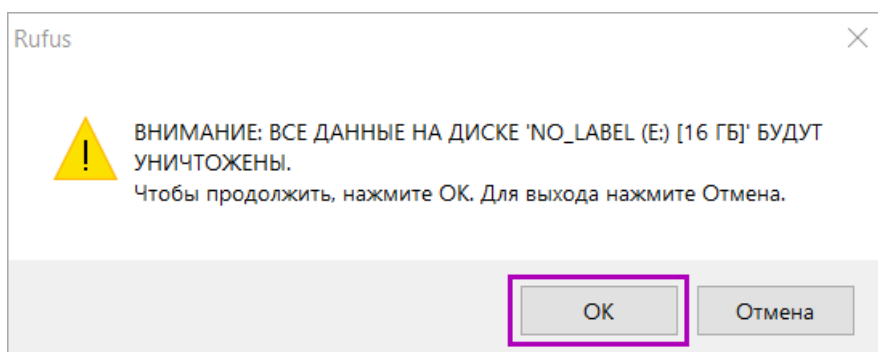 Rufus
ВНИМАНИЕ: ВСЕ ДАННЫЕ НА ДИСКЕ 'NO_LABEL (E:) [16 ГБ]' БУДУТ
УНИЧТОЖЕНЫ.
Чтобы продолжить, нажмите ОК. Для выхода нажмите Отмена.
ОК
Отмена